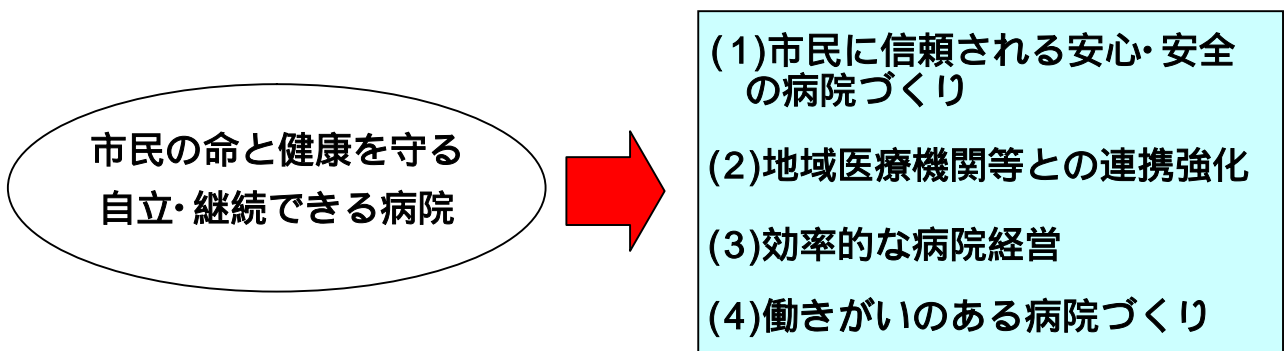 市民の命と健康を守る
自立・継続できる病院
(1)市民に信頼される安心・安全
の病院づくり
(2)地域医療機関等との連携強化
(3)効率的な病院経営
(4)働きがいのある病院づくり